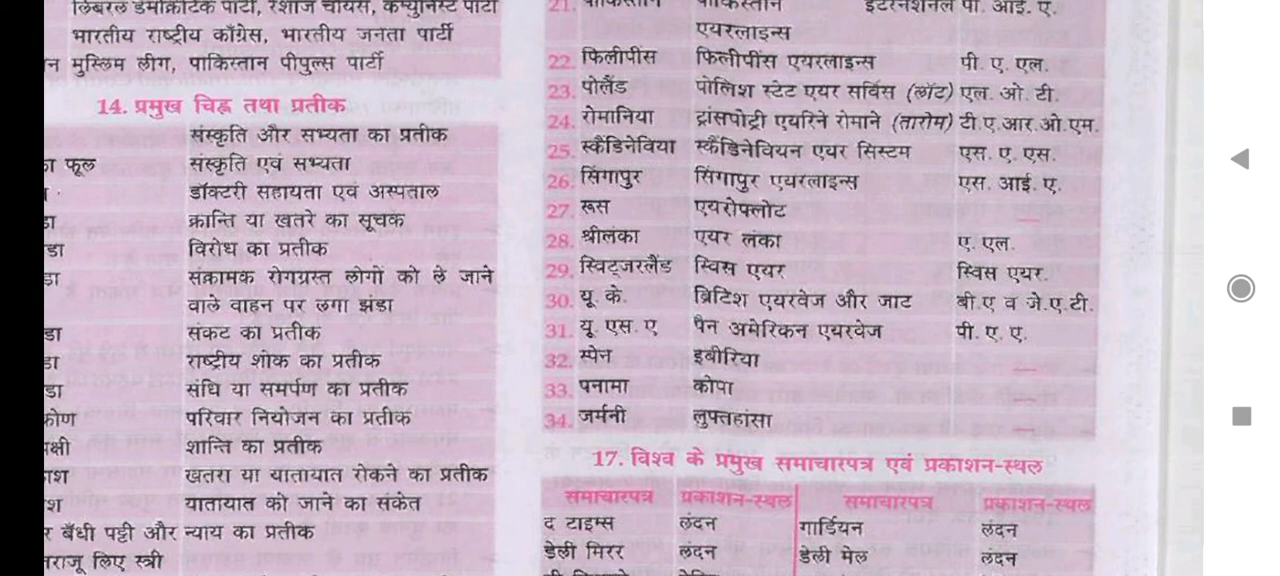 लिबरल डेमोक्रेटिक पार्टी, रेशाज चॉयस, कम्युनिस्ट पार्टी
भारतीय राष्ट्रीय काँग्रेस, भारतीय जनता पार्टी
न मुस्लिम लीग, पाकिस्तान पीपुल्स पार्टी
14. प्रमुख चिह्न तथा प्रतीक
संस्कृति और सभ्यता का प्रतीक
का फूल संस्कृति एवं सभ्यता
डॉक्टरी सहायता एवं अस्पताल
डा क्रान्ति या खतरे का सूचक
डा विरोध का प्रतीक
डा संक्रामक रोगग्रस्त लोगों को ले जाने
वाले वाहन पर लगा झंडा
डा संकट का प्रतीक
डा राष्ट्रीय शोक का प्रतीक
डा संधि या समर्पण का प्रतीक
कोण परिवार नियोजन का प्रतीक
पक्षी शान्ति का प्रतीक
काश खतरा या यातायात रोकने का प्रतीक
श यातायात को जाने का संकेत
र बँधी पट्टी और न्याय का प्रतीक
तराजू लिए स्त्री
21. पाकिस्तान पाकिस्तान इंटरनेशनल पी. आई. ए.
एयरलाइन्स
22. फिलीपींस फिलीपींस एयरलाइन्स पी. ए. एल.
23. पोलैंड पोलिश स्टेट एयर सर्विस (लॉट) एल. ओ. टी.
24. रोमानिया ट्रांसपोट्री एयरिने रोमाने (तारोम) टी.ए.आर.ओ.एम.
25. स्कैंडिनेविया स्कैंडिनेवियन एयर सिस्टम एस. ए. एस.
26. सिंगापुर सिंगापुर एयरलाइन्स एस. आई. ए.
27. रूस एयरोफ्लोट
28. श्रीलंका एयर लंका ए. एल.
29. स्विट्जरलैंड स्विस एयर स्विस एयर.
30. यू. के. ब्रिटिश एयरवेज और जाट बी.ए व जे.ए.टी.
31. यू. एस. ए पैन अमेरिकन एयरवेज पी. ए. ए.
32. स्पेन इबीरिया
33. पनामा कोपा
34. जर्मनी लुफ्तहांसा
17. विश्व के प्रमुख समाचारपत्र एवं प्रकाशन-स्थल
समाचारपत्र प्रकाशन-स्थल समाचारपत्र प्रकाशन-स्थल
द टाइम्स लंदन गार्डियन लंदन
डेली मिरर लंदन डेली मेल लंदन